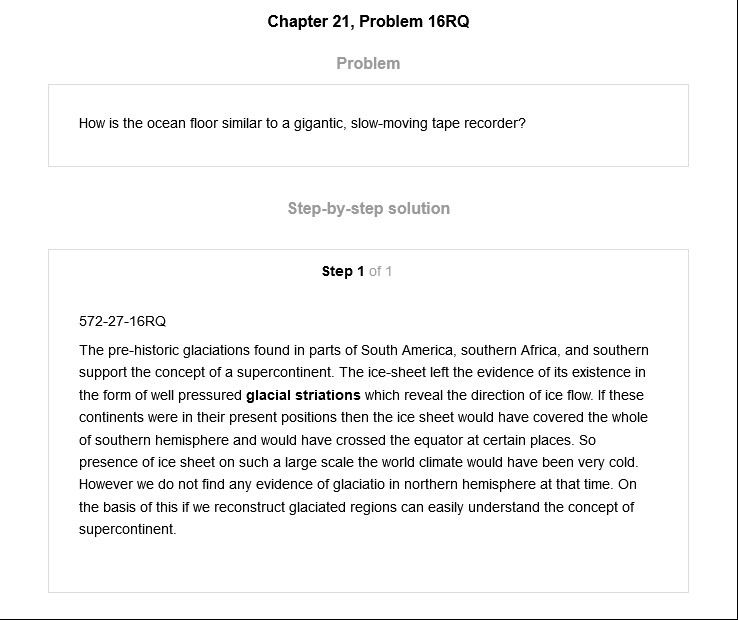 Chapter 21, Problem 16RQ
Problem
How is the ocean floor similar to a gigantic, slow-moving tape recorder?
Step-by-step solution
Step 1 of 1
572-27-16RQ
The pre-historic glaciations found in parts of South America, southern Africa, and southern
support the concept of a supercontinent. The ice-sheet left the evidence of its existence in
the form of well pressured glacial striations which reveal the direction of ice flow. If these
continents were in their present positions then the ice sheet would have covered the whole
of southern hemisphere and would have crossed the equator at certain places. So
presence of ice sheet on such a large scale the world climate would have been very cold.
However we do not find any evidence of glaciatio in northern hemisphere at that time. On
the basis of this if we reconstruct glaciated regions can easily understand the concept of
supercontinent.